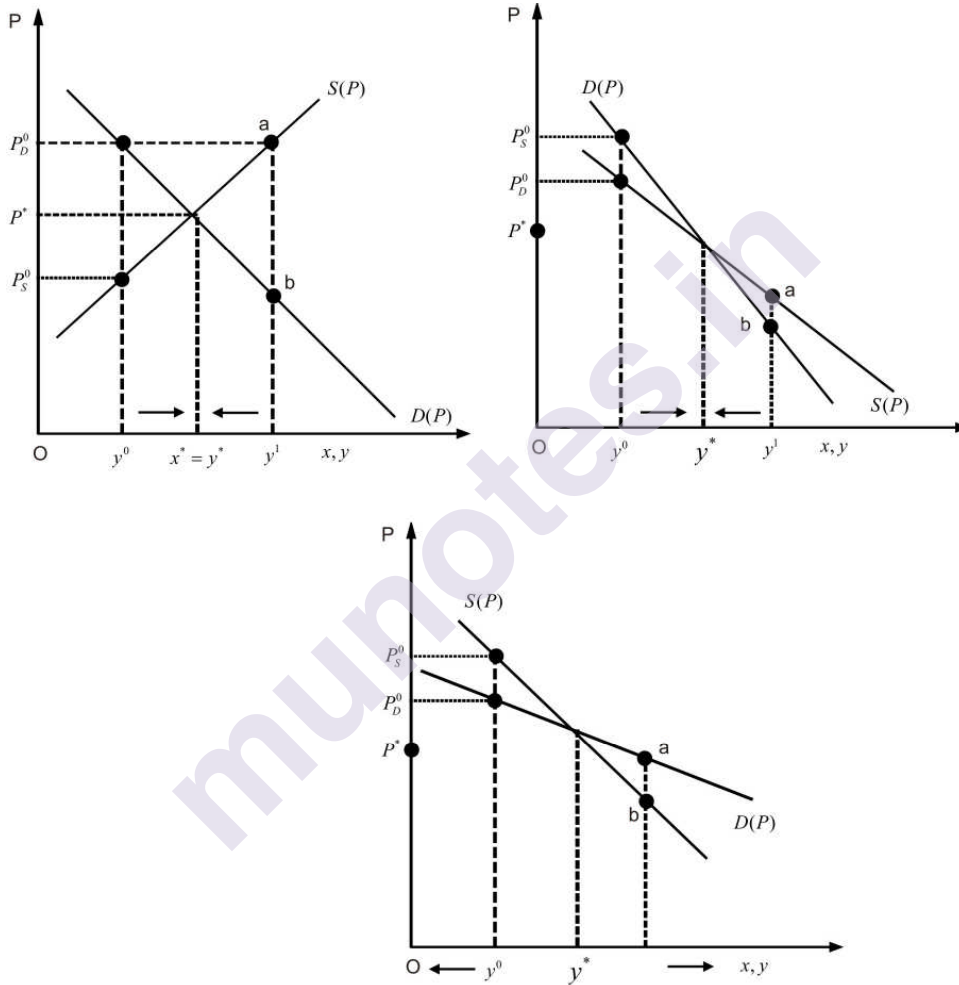 P
S(P)
a
P_D^0
P^*
P_S^0
b
D(P)
O
y^0
x^* = y^*
y^1
x, y
P
D(P)
P_S^0
P_D^0
P^*
a
b
S(P)
O
y^0
y^*
y^1
x, y
P
S(P)
P_S^0
P_D^0
P^*
a
b
D(P)
O
y^0
y^*
x, y
munotes.in